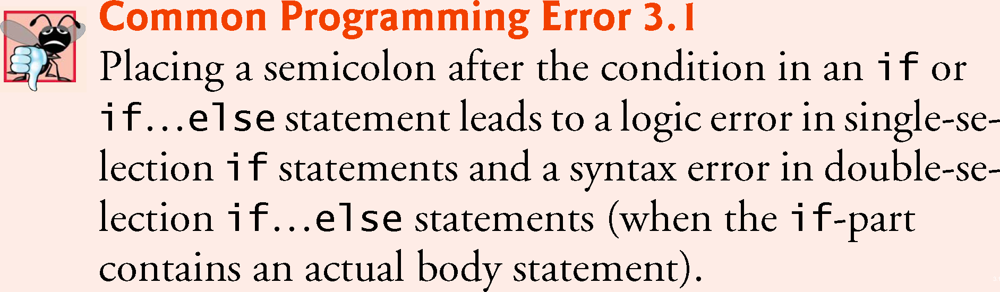 Common Programming Error 3.1
Placing a semicolon after the condition in an if or
if…else statement leads to a logic error in single-se-
lection if statements and a syntax error in double-se-
lection if…else statements (when the if-part
contains an actual body statement).